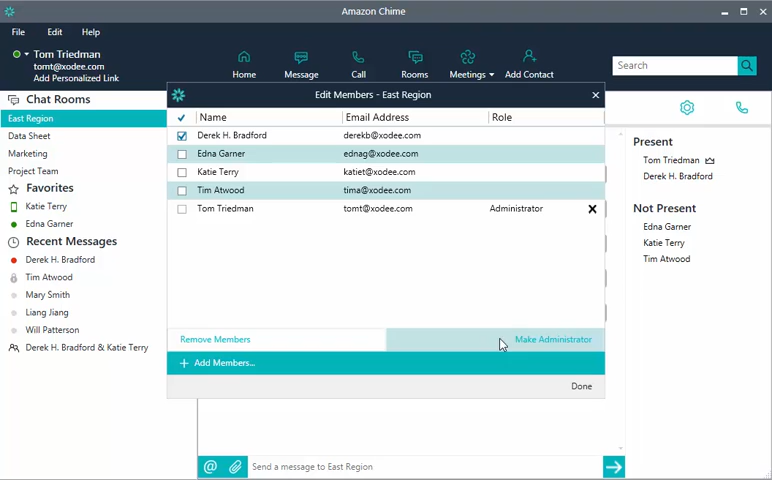 Amazon Chime
File Edit Help
Tom Triedman
tomt@xodee.com
Add Personalized Link
Home Message Call Rooms Meetings Add Contact
Search
Chat Rooms
East Region
Data Sheet
Marketing
Project Team
Favorites
Katie Terry
Edna Garner
Recent Messages
Derek H. Bradford
Tim Atwood
Mary Smith
Liang Jiang
Will Patterson
Derek H. Bradford & Katie Terry
Edit Members - East Region
Name Email Address Role
Derek H. Bradford derekb@xodee.com
Edna Garner ednag@xodee.com
Katie Terry katiet@xodee.com
Tim Atwood tima@xodee.com
Tom Triedman tomt@xodee.com Administrator
Remove Members Make Administrator
+ Add Members...
Done
@ Send a message to East Region
Present
Tom Triedman
Derek H. Bradford
Not Present
Edna Garner
Katie Terry
Tim Atwood